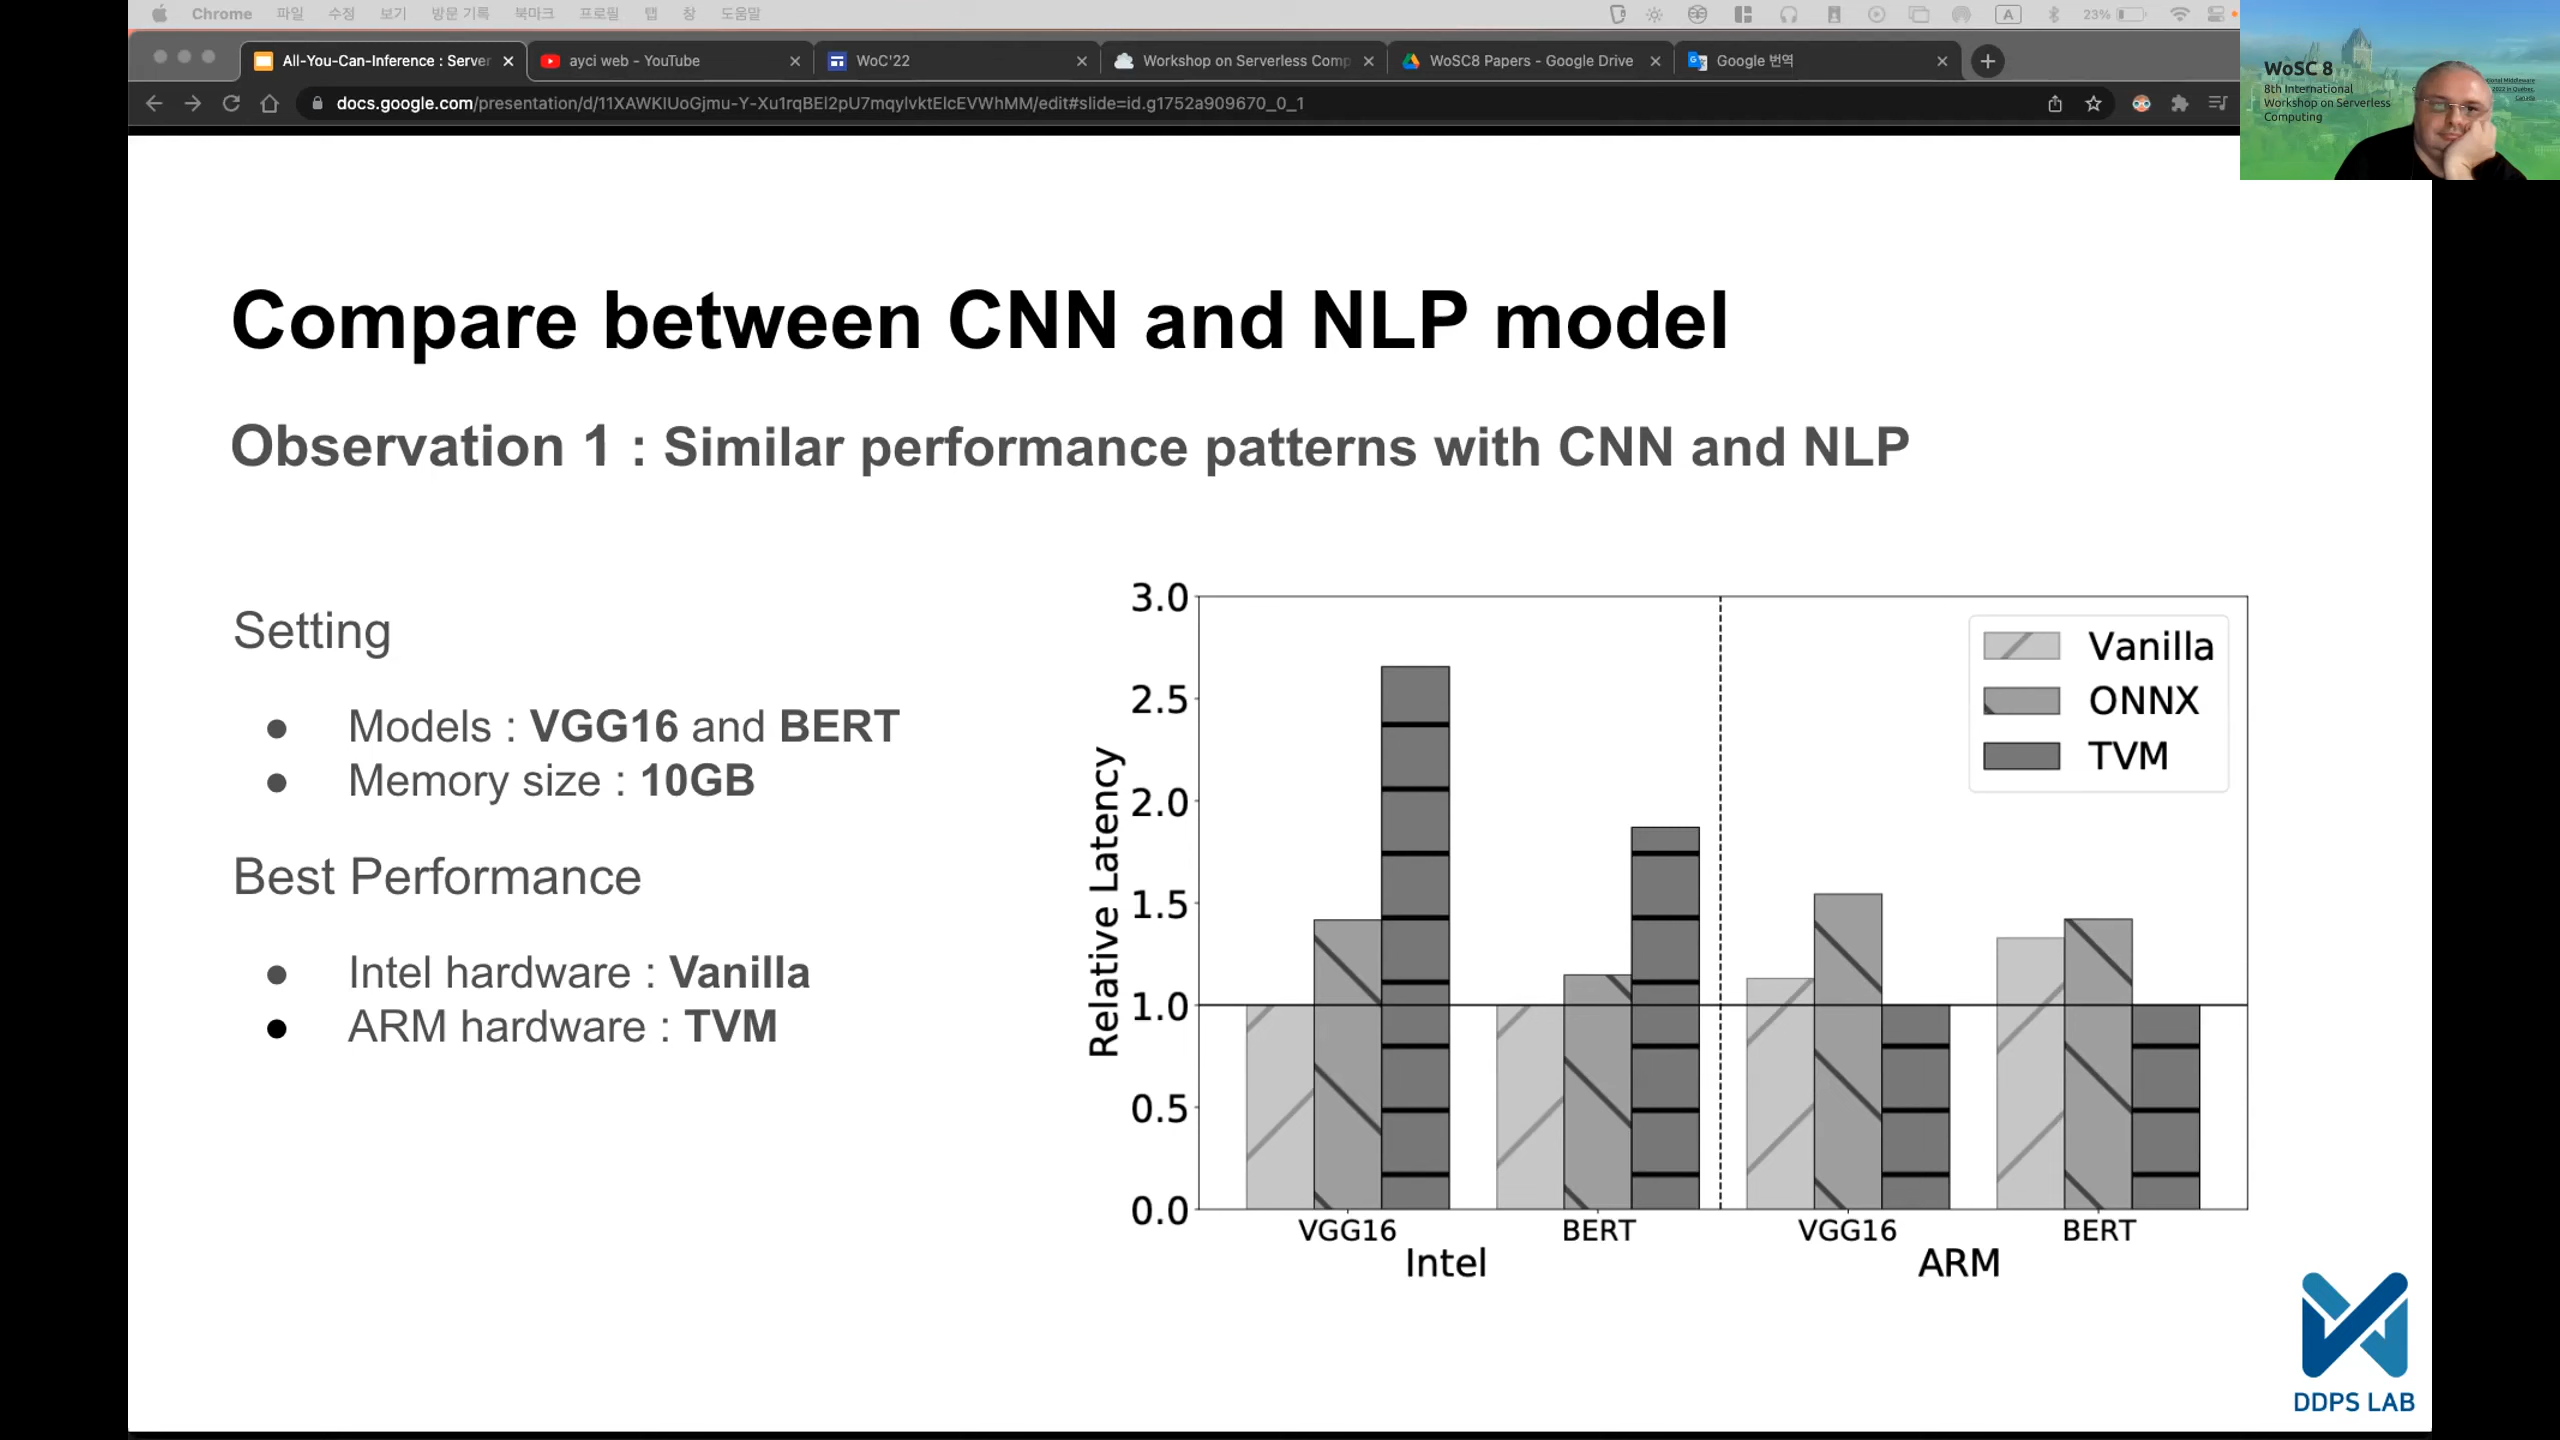 Chrome 파일 수정 보기 방문 기록 북마크 프로필 탭 창 도움말 A 23%
All-You-Can-Inference : Server ayci web - YouTube WoC'22 Workshop on Serverless Comp WoSC8 Papers - Google Drive Google 번역
docs.google.com/presentation/d/11XAWKIUoGjmu-Y-Xu1rqBEl2pU7mqylvktElcEVWhMM/edit#slide=id.g1752a909670_0_1
WoSC 8
8th International
Workshop on Serverless
Computing
Compare between CNN and NLP model
Observation 1 : Similar performance patterns with CNN and NLP
Setting
● Models : VGG16 and BERT
● Memory size : 10GB
Best Performance
● Intel hardware : Vanilla
● ARM hardware : TVM
Relative Latency
3.0
2.5
2.0
1.5
1.0
0.5
0.0
Vanilla
ONNX
TVM
VGG16 BERT VGG16 BERT
Intel ARM
DDPS LAB